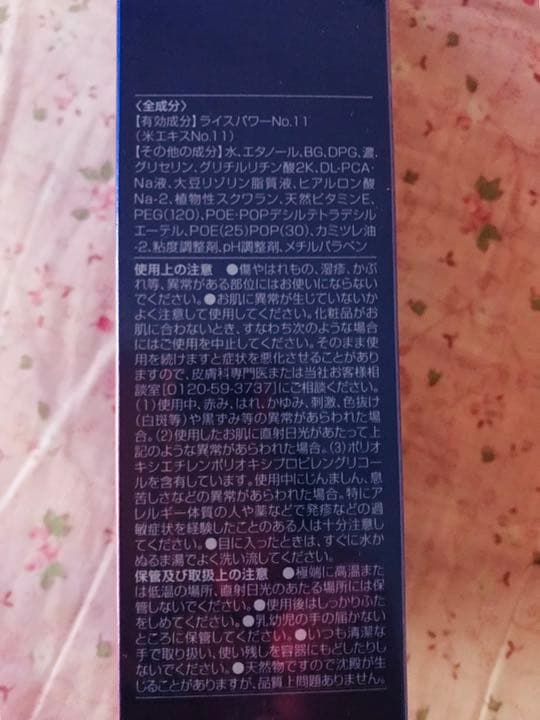 〈全成分〉
【有効成分】ライスパワーNo.11
(米エキスNo.11)
【その他の成分】水、エタノール、BG、DPG、濃
グリセリン、グリチルリチン酸2K、DL-PCA・
Na液、大豆リゾリン脂質液、ヒアルロン酸
Na-2、植物性スクワラン、天然ビタミンE、
PEG(120)、POE・POPデシルテトラデシル
エーテル、POE(25)POP(30)、カミツレ油
-2、粘度調整剤、pH調整剤、メチルパラベン
使用上の注意 ●傷やはれもの、湿疹、かぶ
れ等、異常がある部位にはお使いにならない
でください。●お肌に異常が生じていないか
よく注意して使用してください。化粧品がお
肌に合わないとき、すなわち次のような場合
にはご使用を中止してください。そのまま使
用を続けますと症状を悪化させることがあり
ますので、皮膚科専門医または当社お客様相
談室[0120-59-3737]にご相談ください。
(1)使用中、赤み、はれ、かゆみ、刺激、色抜け
(白斑等)や黒ずみ等の異常があらわれた場
合。(2)使用したお肌に直射日光があたって上
記のような異常があらわれた場合。(3)ポリオ
キシエチレンポリオキシプロピレングリコー
ルを含有しています。使用中にじんましん、息
苦しさなどの異常があらわれた場合。特にア
レルギー体質の人や薬などで発疹などの過
敏症状を経験したことのある人は十分注意し
てください。●目に入ったときは、すぐに水か
ぬるま湯でよく洗い流してください。
保管及び取扱上の注意 ●極端に高温また
は低温の場所、直射日光のあたる場所には保
管しないでください。●使用後はしっかりふた
をしめてください。●乳幼児の手の届かない
ところに保管してください。●いつも清潔な
手で取り扱い、使い残しを容器にもどしたりし
ないでください。●天然物ですので沈殿が生
じることがありますが、品質上問題ありません。